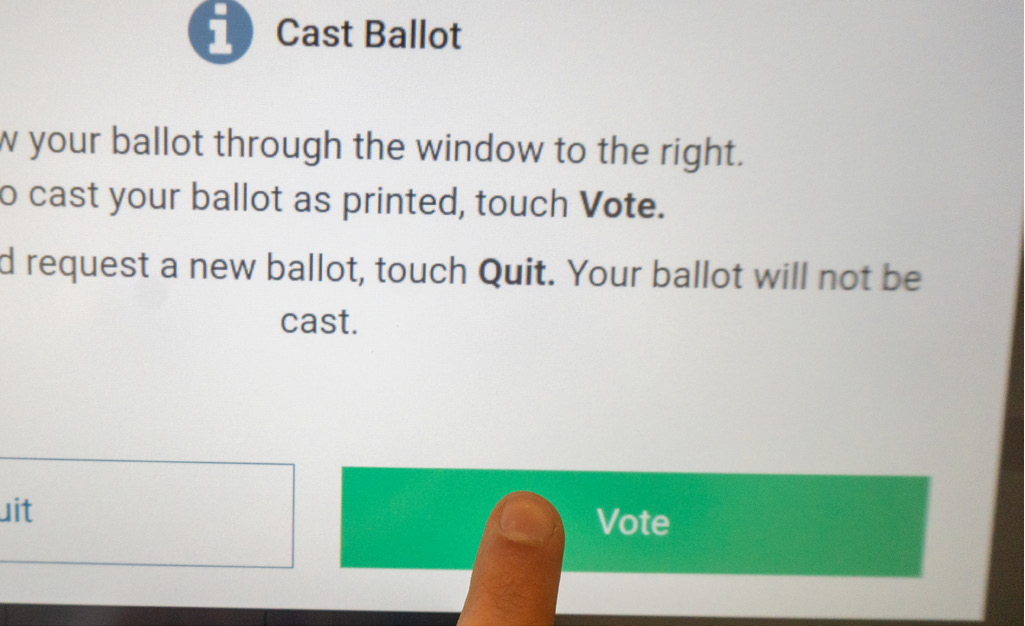 Cast Ballot
w your ballot through the window to the right.
o cast your ballot as printed, touch Vote.
d request a new ballot, touch Quit. Your ballot will not be
cast.
uit
Vote